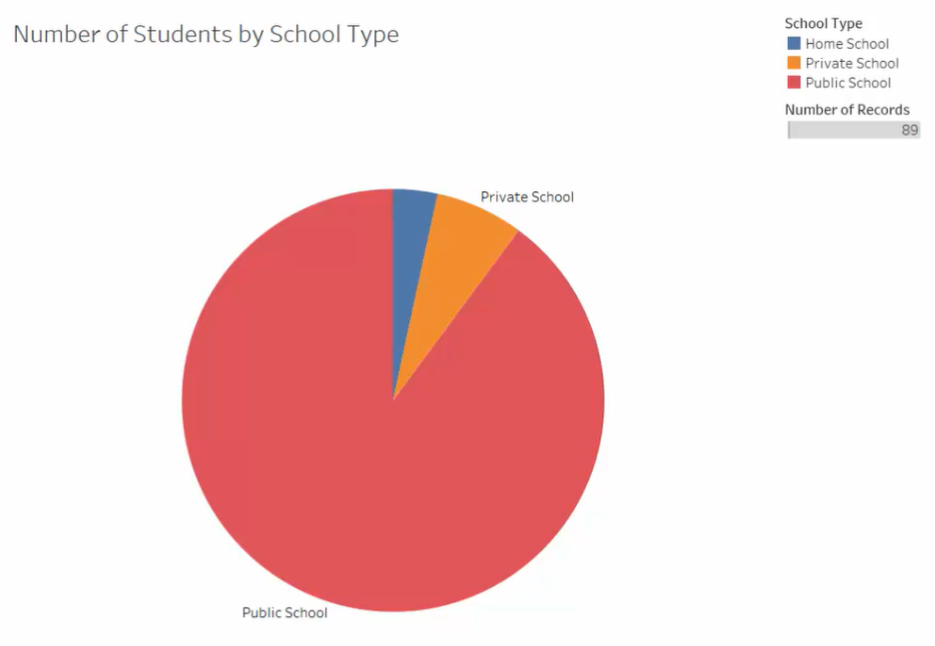 Number of Students by School Type
School Type
Home School
Private School
Public School
Number of Records
89
Private School
Public School